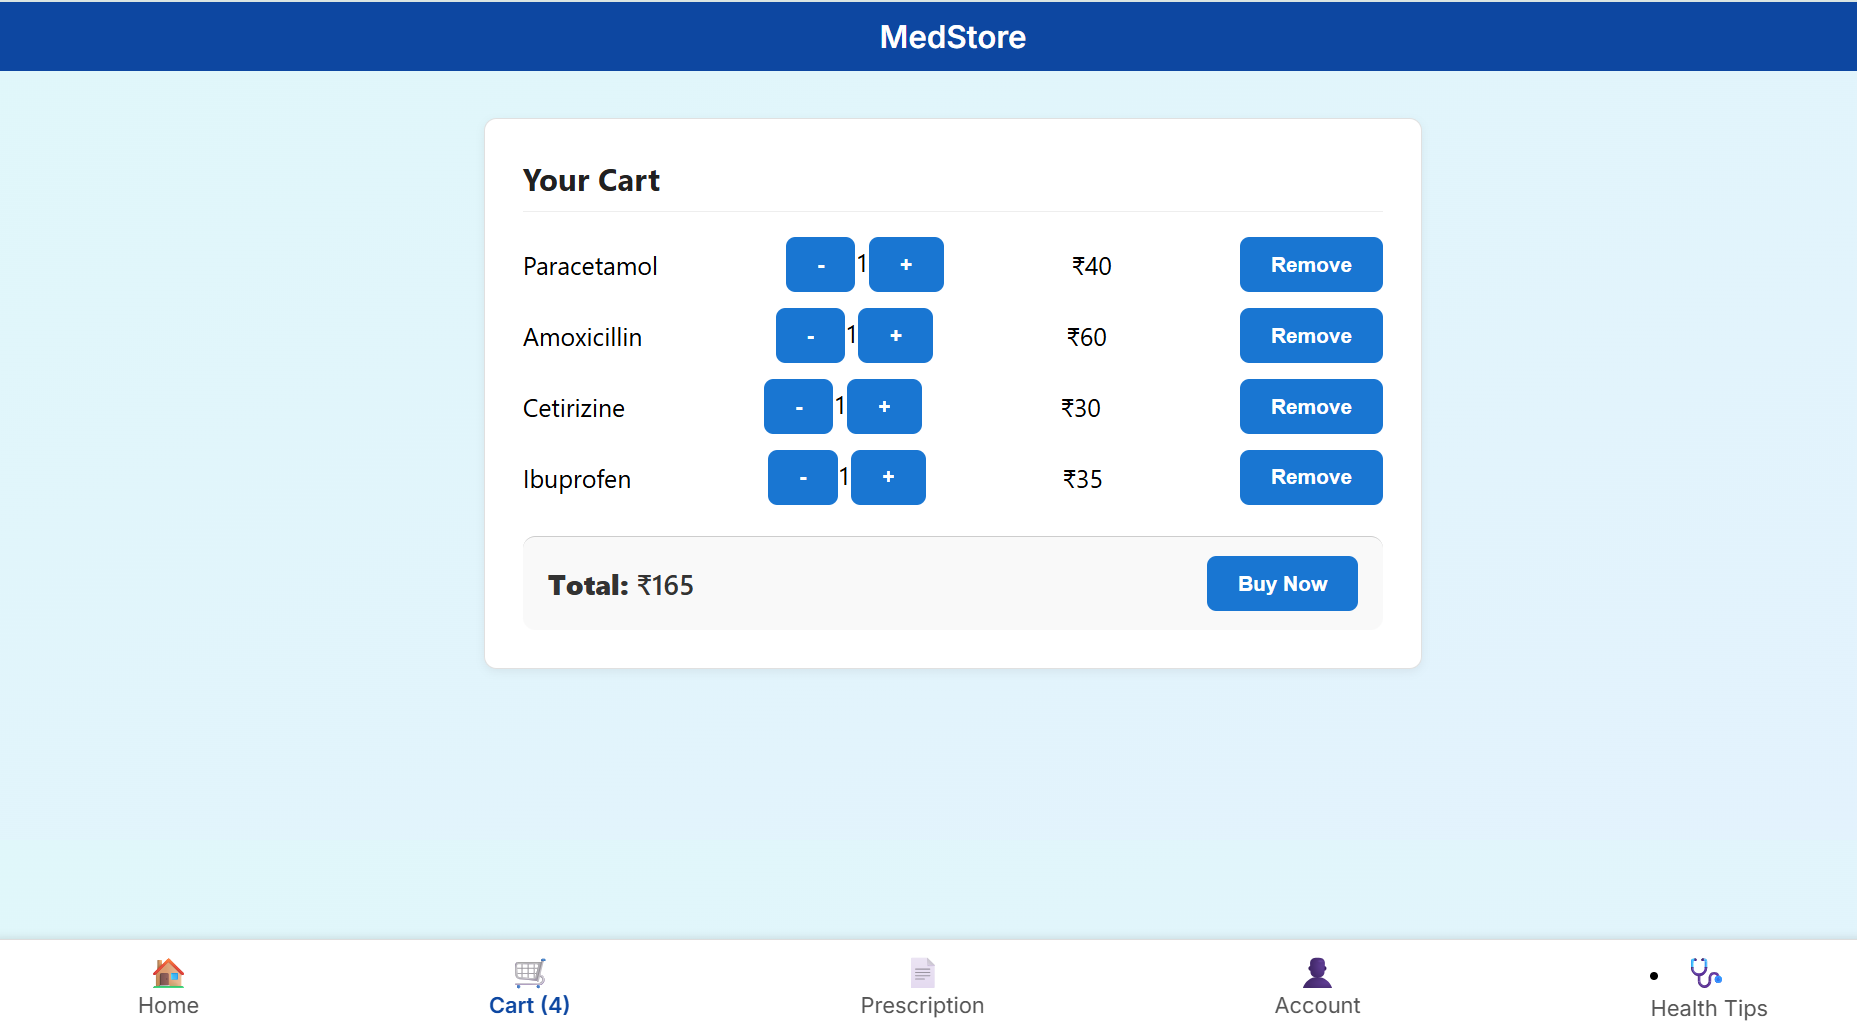 MedStore
Your Cart
Paracetamol - 1 + ₹40 Remove
Amoxicillin - 1 + ₹60 Remove
Cetirizine - 1 + ₹30 Remove
Ibuprofen - 1 + ₹35 Remove
Total: ₹165 Buy Now
Home Cart (4) Prescription Account Health Tips